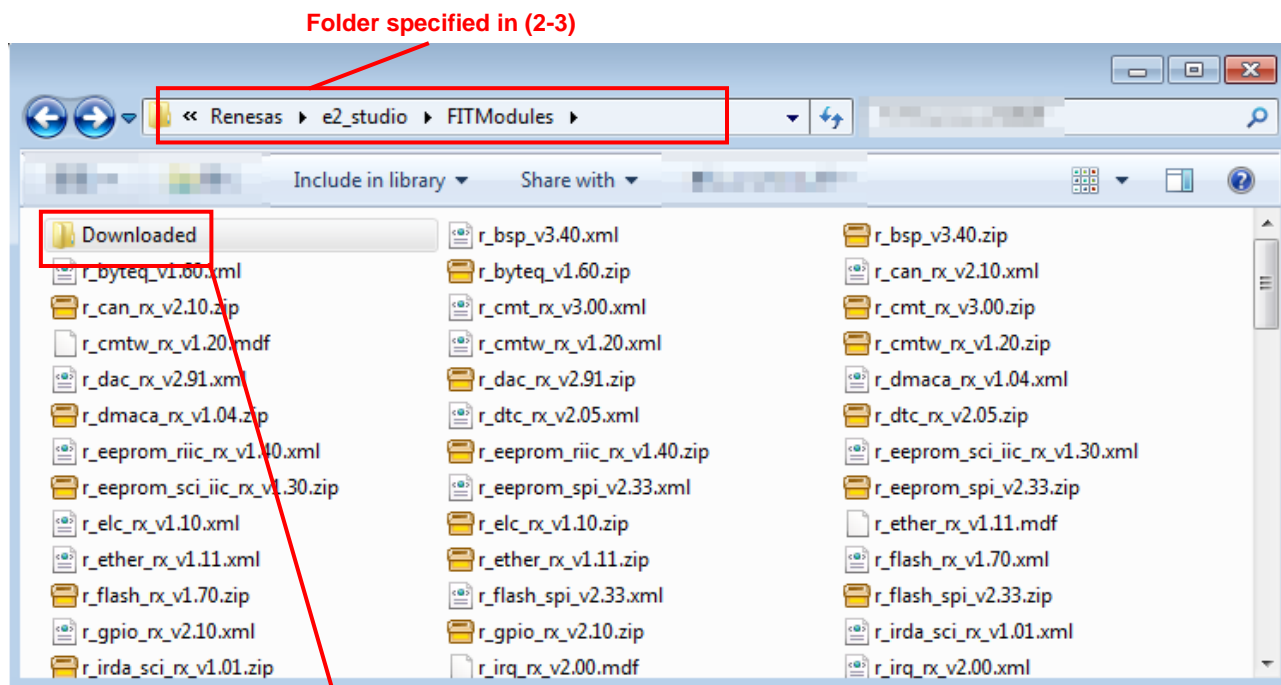 Folder specified in (2-3)
« Renesas ▸ e2_studio ▸ FITModules ▸
Include in library ▾ Share with ▾
Downloaded r_bsp_v3.40.xml r_bsp_v3.40.zip
r_byteq_v1.60.xml r_byteq_v1.60.zip r_can_rx_v2.10.xml
r_can_rx_v2.10.zip r_cmt_rx_v3.00.xml r_cmt_rx_v3.00.zip
r_cmtw_rx_v1.20.mdf r_cmtw_rx_v1.20.xml r_cmtw_rx_v1.20.zip
r_dac_rx_v2.91.xml r_dac_rx_v2.91.zip r_dmaca_rx_v1.04.xml
r_dmaca_rx_v1.04.zip r_dtc_rx_v2.05.xml r_dtc_rx_v2.05.zip
r_eeprom_riic_rx_v1.40.xml r_eeprom_riic_rx_v1.40.zip r_eeprom_sci_iic_rx_v1.30.xml
r_eeprom_sci_iic_rx_v1.30.zip r_eeprom_spi_v2.33.xml r_eeprom_spi_v2.33.zip
r_elc_rx_v1.10.xml r_elc_rx_v1.10.zip r_ether_rx_v1.11.mdf
r_ether_rx_v1.11.xml r_ether_rx_v1.11.zip r_flash_rx_v1.70.xml
r_flash_rx_v1.70.zip r_flash_spi_v2.33.xml r_flash_spi_v2.33.zip
r_gpio_rx_v2.10.xml r_gpio_rx_v2.10.zip r_irda_sci_rx_v1.01.xml
r_irda_sci_rx_v1.01.zip r_irq_rx_v2.00.mdf r_irq_rx_v2.00.xml